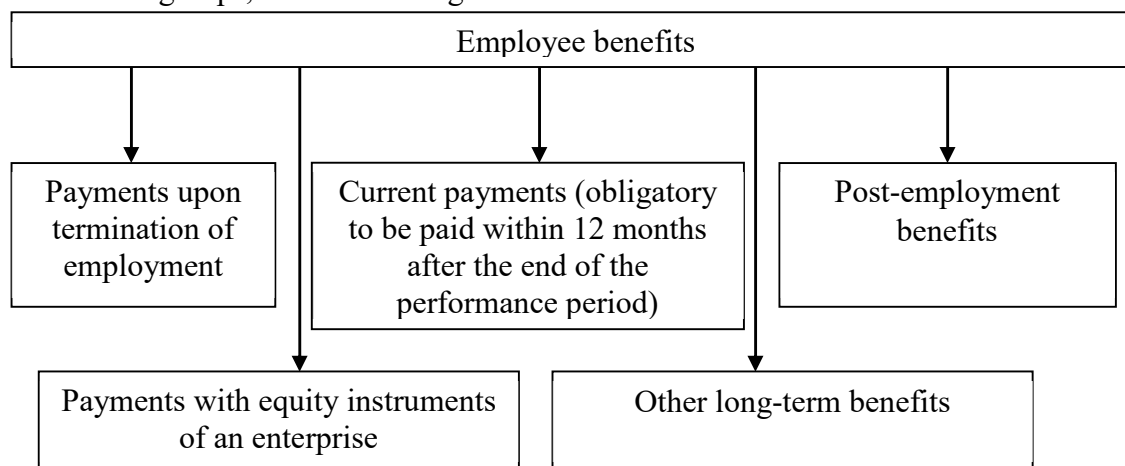 Employee benefits
Payments upon
termination of
employment
Current payments (obligatory
to be paid within 12 months
after the end of the
performance period)
Post-employment
benefits
Payments with equity instruments
of an enterprise
Other long-term benefits